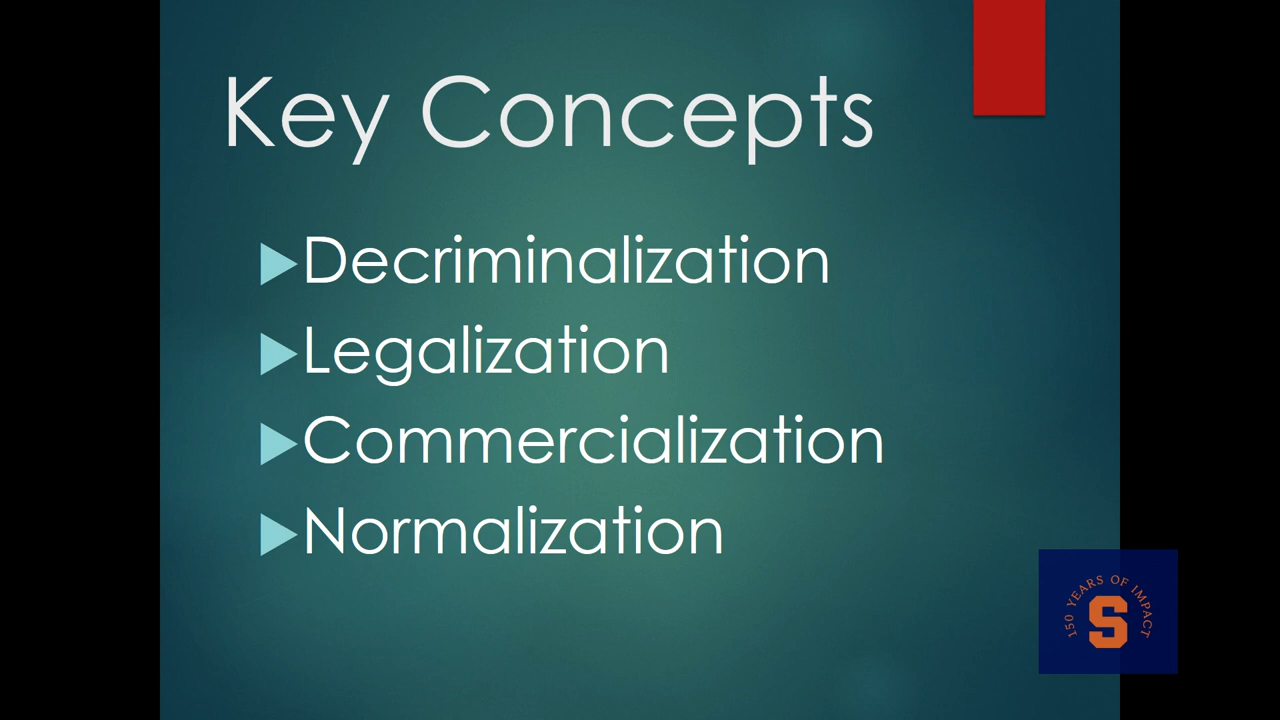 Key Concepts
Decriminalization
Legalization
Commercialization
Normalization
150 YEARS OF IMPACT
S